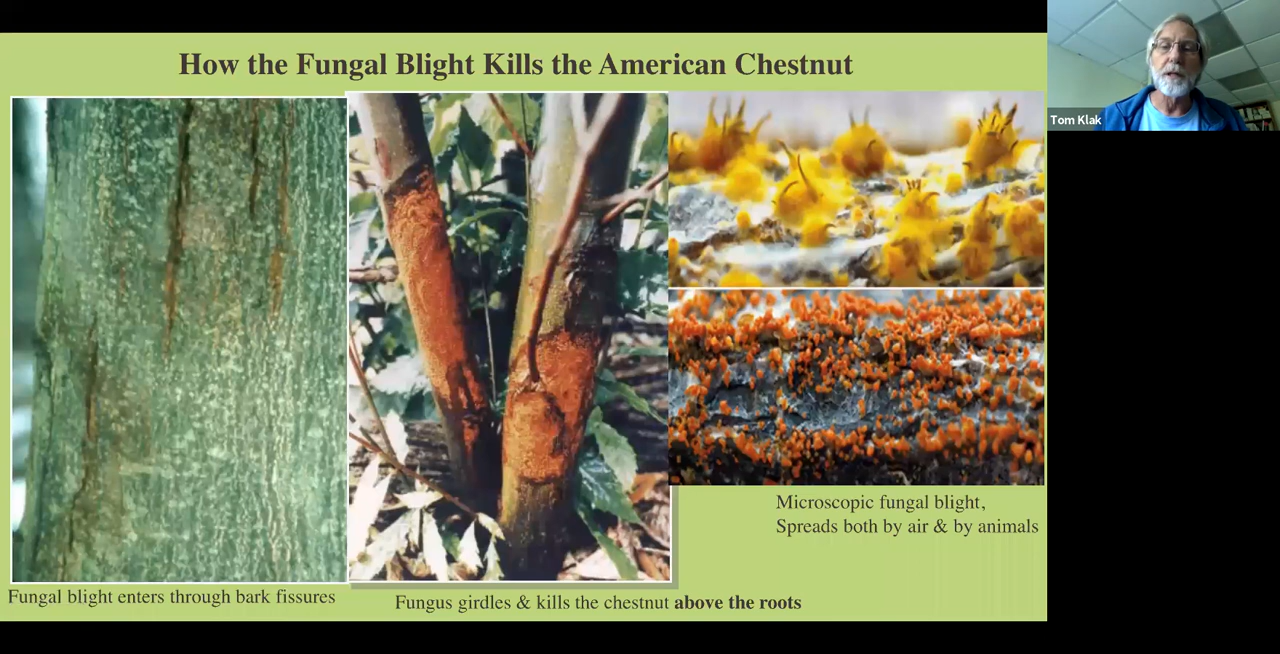 How the Fungal Blight Kills the American Chestnut
Tom Klak
Microscopic fungal blight,
Spreads both by air & by animals
Fungal blight enters through bark fissures
Fungus girdles & kills the chestnut above the roots